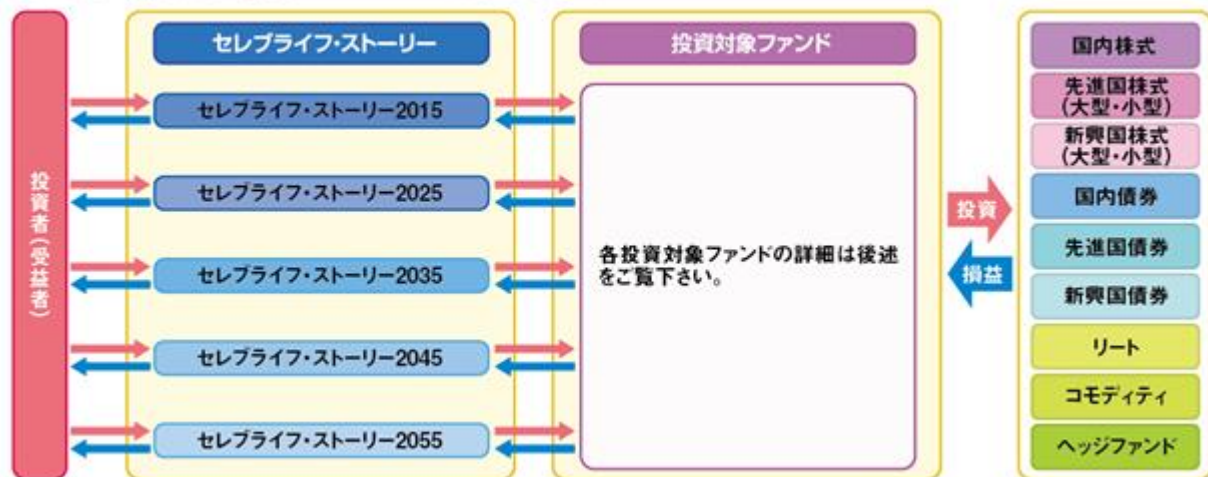 セレブライフ・ストーリー
投資対象ファンド
投資者(受益者)
セレブライフ・ストーリー2015
セレブライフ・ストーリー2025
セレブライフ・ストーリー2035
セレブライフ・ストーリー2045
セレブライフ・ストーリー2055
各投資対象ファンドの詳細は後述
をご覧下さい。
投資
損益
国内株式
先進国株式
(大型・小型)
新興国株式
(大型・小型)
国内債券
先進国債券
新興国債券
リート
コモディティ
ヘッジファンド